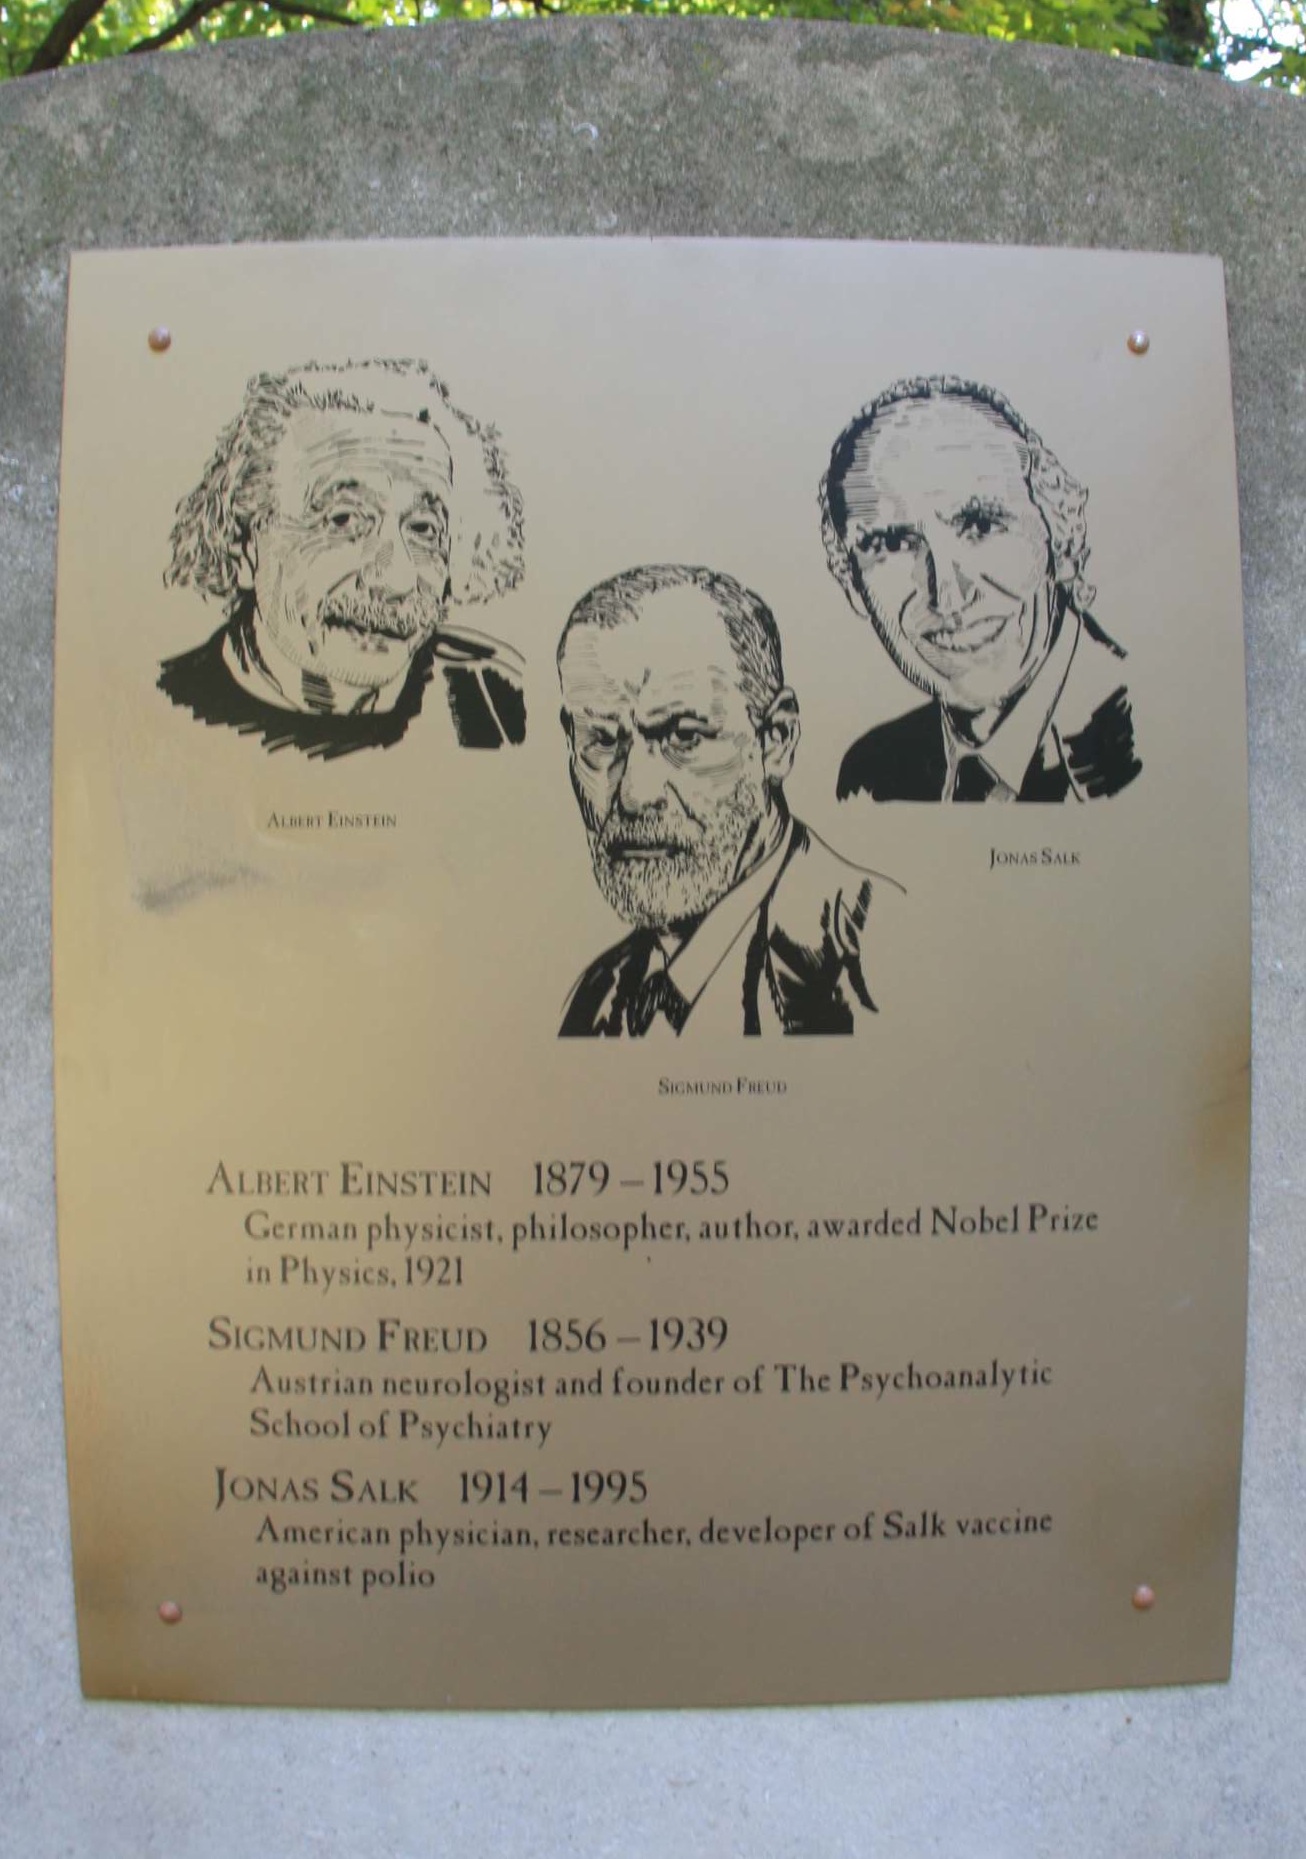 Albert Einstein
Jonas Salk
Sigmund Freud
Albert Einstein 1879 – 1955
German physicist, philosopher, author, awarded Nobel Prize
in Physics, 1921
Sigmund Freud 1856 – 1939
Austrian neurologist and founder of The Psychoanalytic
School of Psychiatry
Jonas Salk 1914 – 1995
American physician, researcher, developer of Salk vaccine
against polio